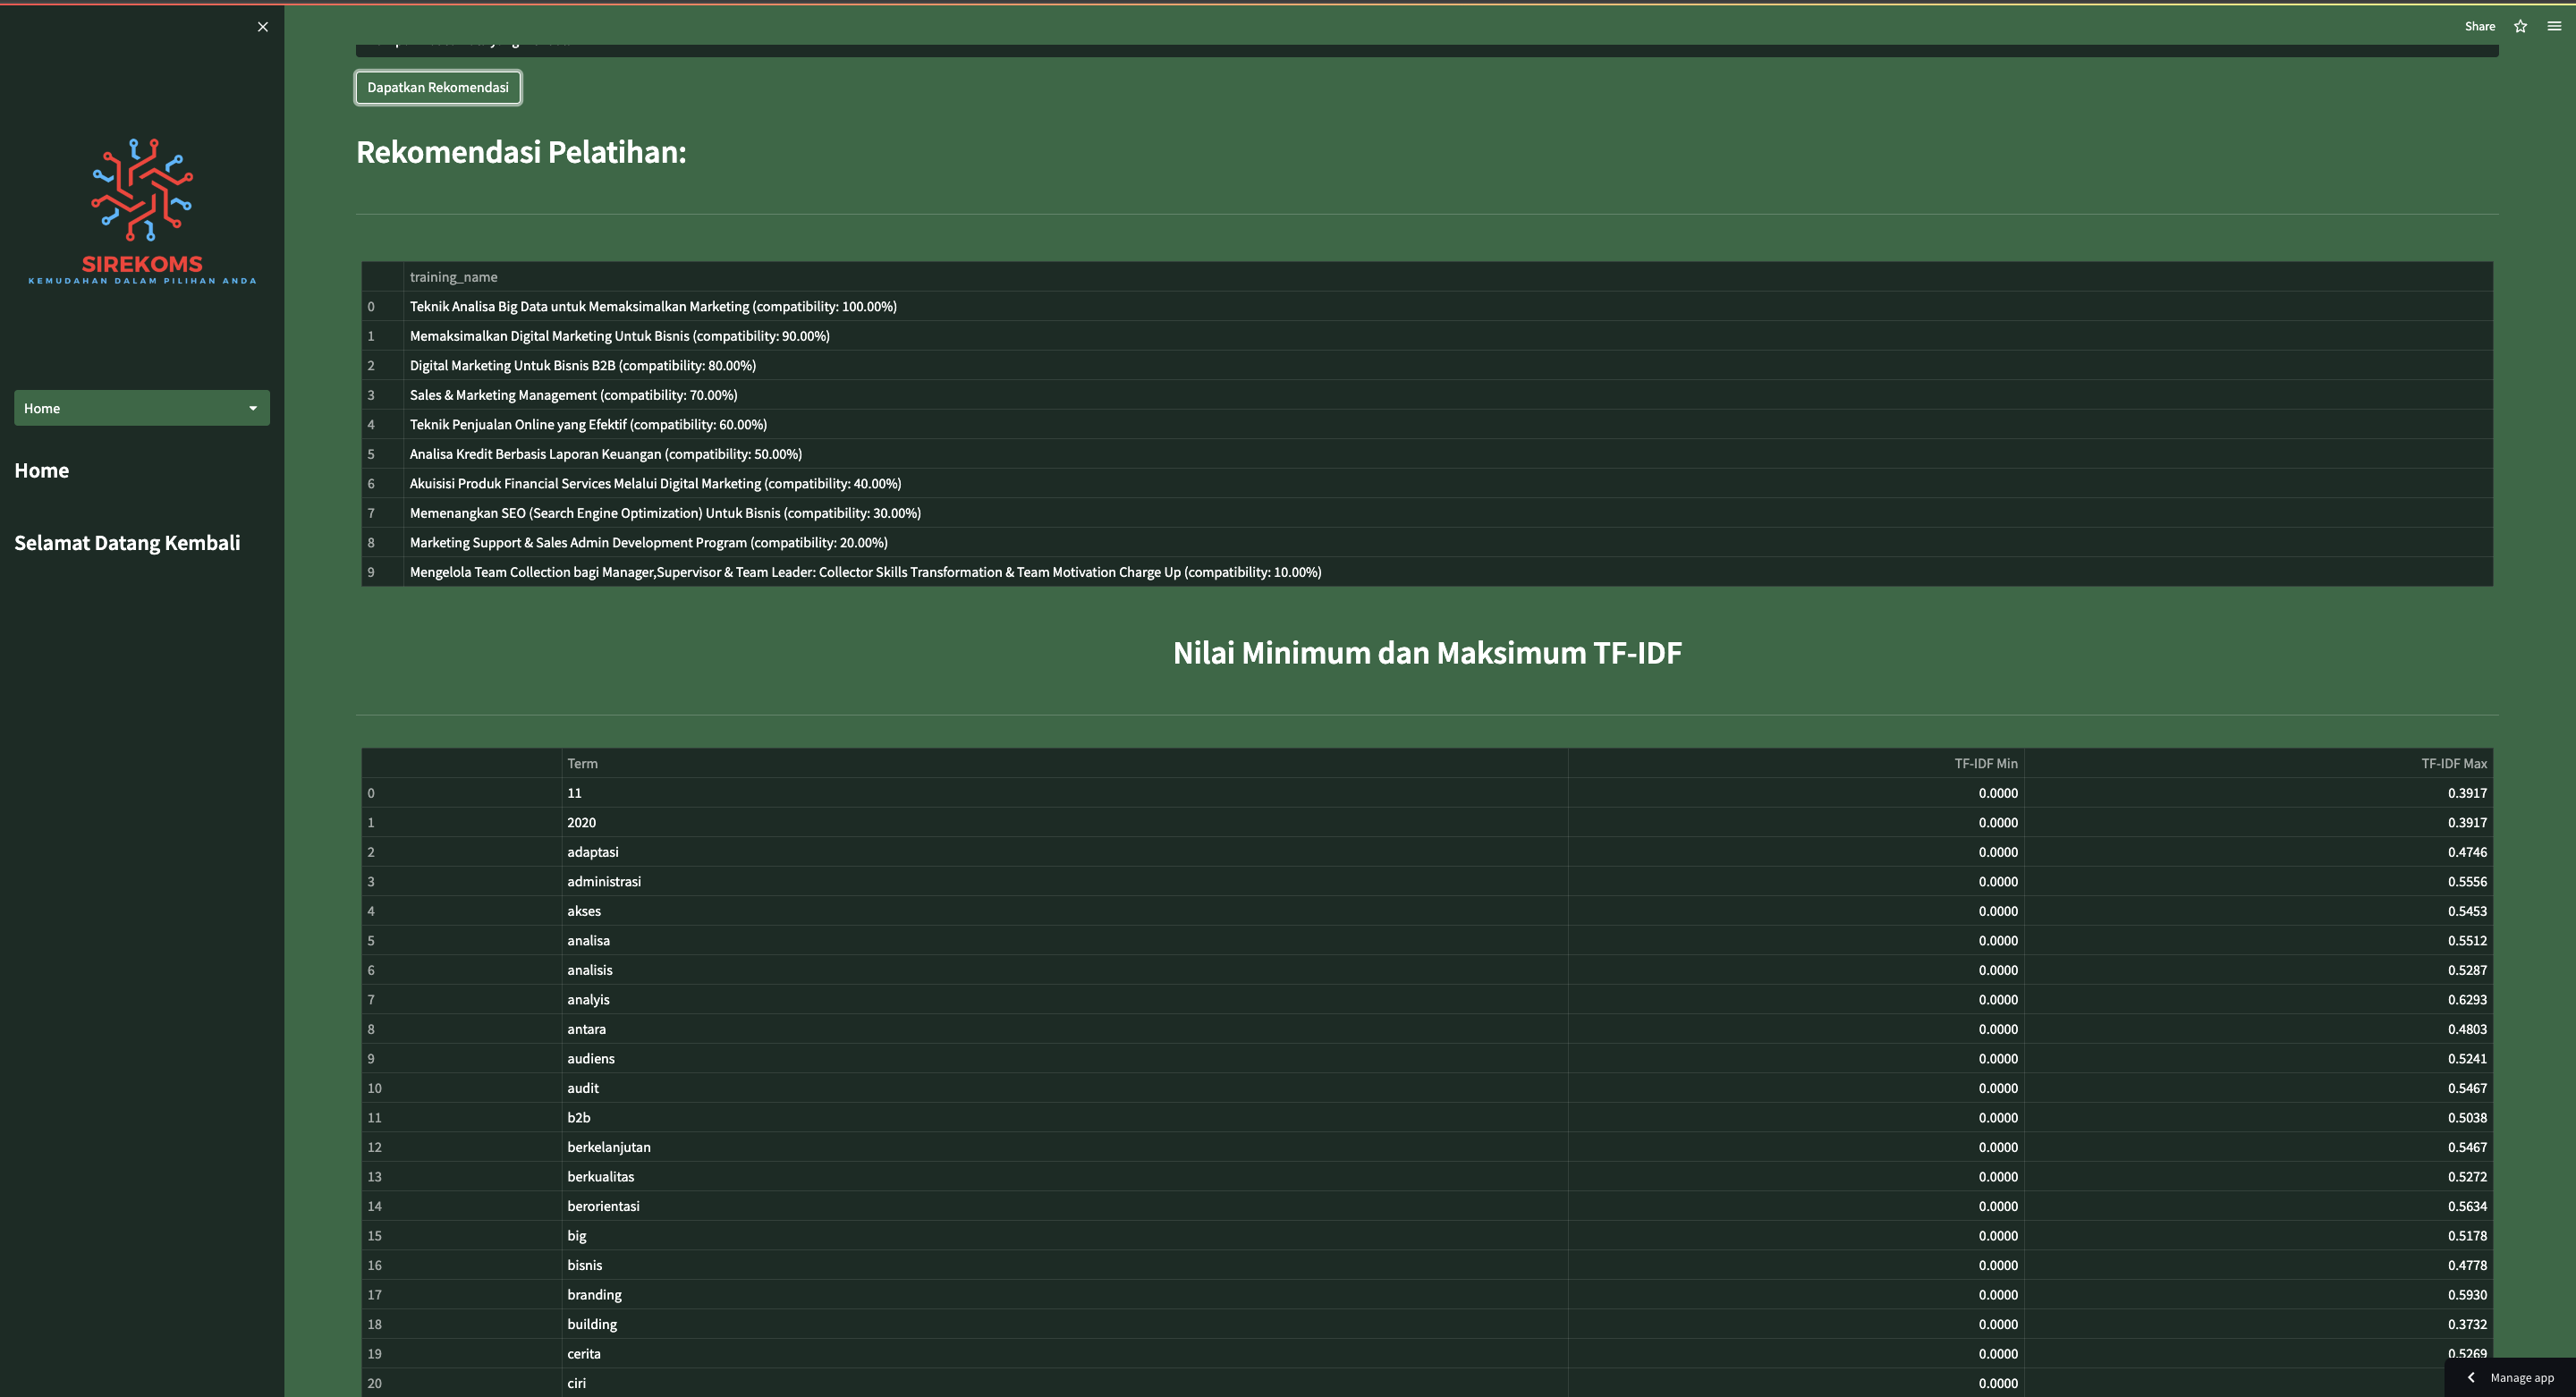 Share
Dapatkan Rekomendasi
SIREKOMS
KEMUDAHAN DALAM PILIHAN ANDA
Home
Home
Selamat Datang Kembali
Rekomendasi Pelatihan:
training_name
0 Teknik Analisa Big Data untuk Memaksimalkan Marketing (compatibility: 100.00%)
1 Memaksimalkan Digital Marketing Untuk Bisnis (compatibility: 90.00%)
2 Digital Marketing Untuk Bisnis B2B (compatibility: 80.00%)
3 Sales & Marketing Management (compatibility: 70.00%)
4 Teknik Penjualan Online yang Efektif (compatibility: 60.00%)
5 Analisa Kredit Berbasis Laporan Keuangan (compatibility: 50.00%)
6 Akuisisi Produk Financial Services Melalui Digital Marketing (compatibility: 40.00%)
7 Memenangkan SEO (Search Engine Optimization) Untuk Bisnis (compatibility: 30.00%)
8 Marketing Support & Sales Admin Development Program (compatibility: 20.00%)
9 Mengelola Team Collection bagi Manager,Supervisor & Team Leader: Collector Skills Transformation & Team Motivation Charge Up (compatibility: 10.00%)
Nilai Minimum dan Maksimum TF-IDF
Term TF-IDF Min TF-IDF Max
0 11 0.0000 0.3917
1 2020 0.0000 0.3917
2 adaptasi 0.0000 0.4746
3 administrasi 0.0000 0.5556
4 akses 0.0000 0.5453
5 analisa 0.0000 0.5512
6 analisis 0.0000 0.5287
7 analyis 0.0000 0.6293
8 antara 0.0000 0.4803
9 audiens 0.0000 0.5241
10 audit 0.0000 0.5467
11 b2b 0.0000 0.5038
12 berkelanjutan 0.0000 0.5467
13 berkualitas 0.0000 0.5272
14 berorientasi 0.0000 0.5634
15 big 0.0000 0.5178
16 bisnis 0.0000 0.4778
17 branding 0.0000 0.5930
18 building 0.0000 0.3732
19 cerita 0.0000 0.5269
20 ciri 0.0000
Manage app